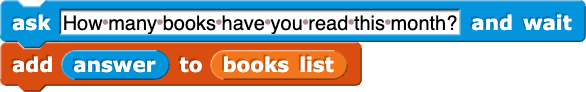 ask How many books have you read this month? and wait
add answer to books list